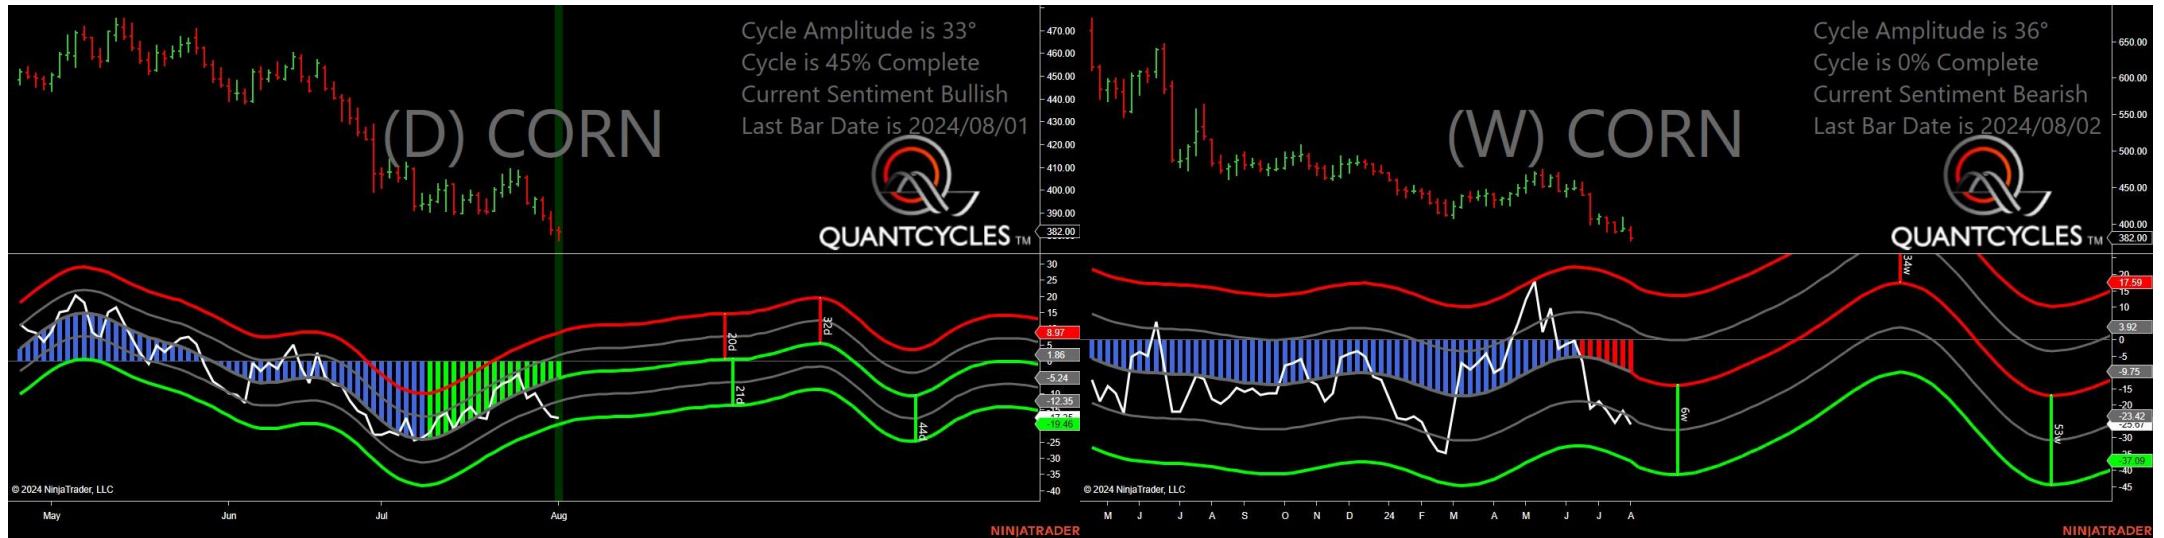 Cycle Amplitude is 33°
Cycle is 45% Complete
Current Sentiment Bullish
Last Bar Date is 2024/08/01
(D) CORN
QUANTCYCLES TM
470.00
460.00
450.00
440.00
430.00
420.00
410.00
400.00
390.00
382.00
30
25
20
15
8.97
5
1.86
-5.24
-12.35
-19.46
-25
-30
-35
-40
20d
21d
32d
44d
© 2024 NinjaTrader, LLC
May
Jun
Jul
Aug
NINJATRADER
Cycle Amplitude is 36°
Cycle is 0% Complete
Current Sentiment Bearish
Last Bar Date is 2024/08/02
(W) CORN
QUANTCYCLES TM
650.00
600.00
550.00
500.00
450.00
400.00
382.00
17.59
10
3.92
0
-5
-9.75
-15
-20
-23.42
-25.67
-30
-37.09
-40
-45
34w
6w
53w
© 2024 NinjaTrader, LLC
M J J A S O N D 24 F M A M J J A
NINJATRADER